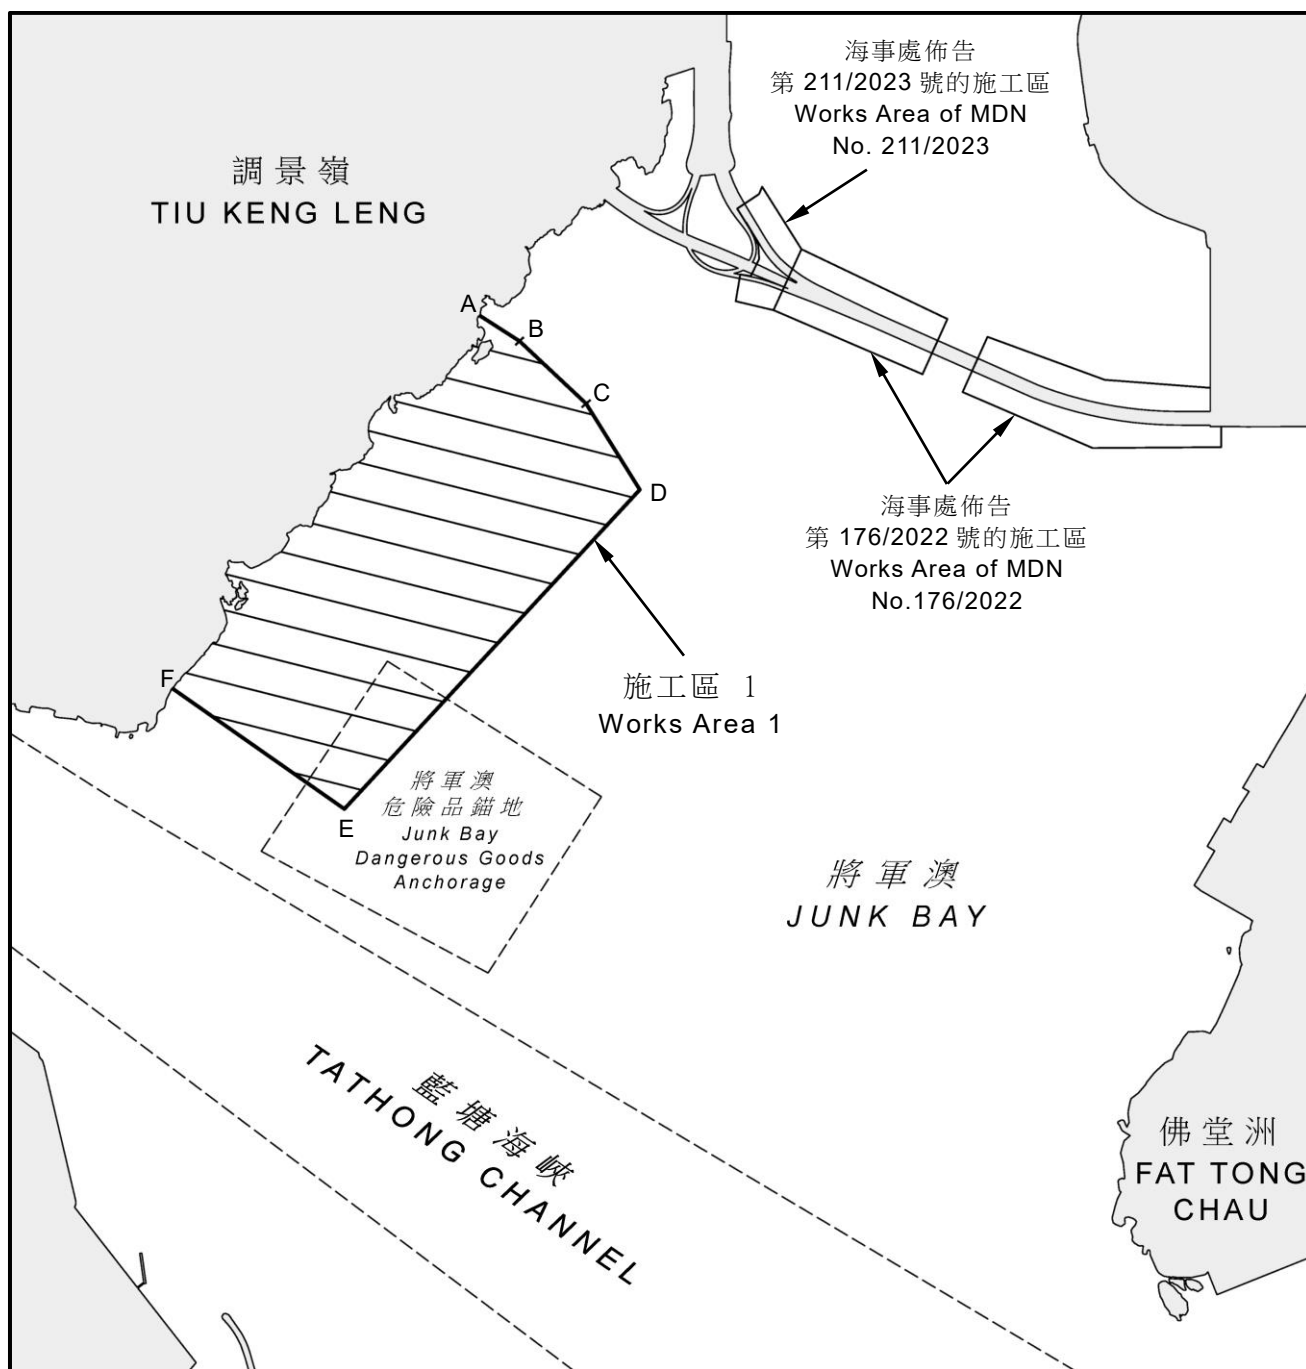 海事處佈告
第 211/2023 號的施工區
Works Area of MDN
No. 211/2023
調景嶺
TIU KENG LENG
A
B
C
D
海事處佈告
第 176/2022 號的施工區
Works Area of MDN
No.176/2022
F
施工區 1
Works Area 1
將軍澳
危險品錨地
Junk Bay
Dangerous Goods
Anchorage
E
將軍澳
JUNK BAY
藍塘海峽
TATHONG CHANNEL
佛堂洲
FAT TONG
CHAU